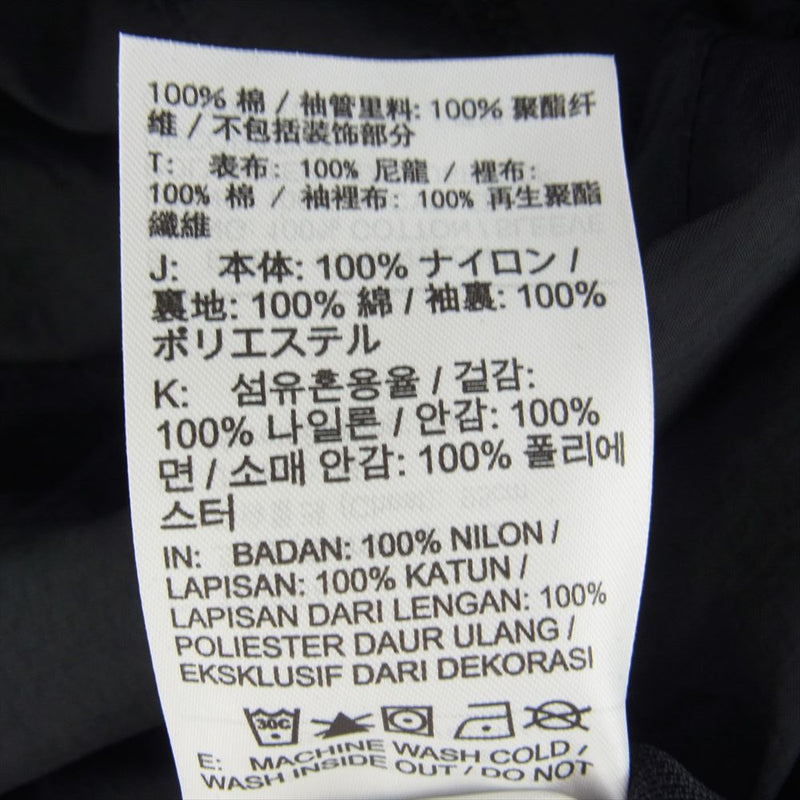 100% 棉 / 袖管里料: 100% 聚酯纤
维 / 不包括装饰部分
T: 表布: 100% 尼龍 / 裡布:
100% 棉 / 袖裡布: 100% 再生聚酯
纖維
J: 本体: 100% ナイロン /
裏地: 100% 綿 / 袖裏: 100%
ポリエステル
K: 섬유혼용율 / 겉감:
100% 나일론 / 안감: 100%
면 / 소매 안감: 100% 폴리에
스터
IN: BADAN: 100% NILON /
LAPISAN: 100% KATUN /
LAPISAN DARI LENGAN: 100%
POLIESTER DAUR ULANG /
EKSKLUSIF DARI DEKORASI
30C
E: MACHINE WASH COLD /
WASH INSIDE OUT / DO NOT